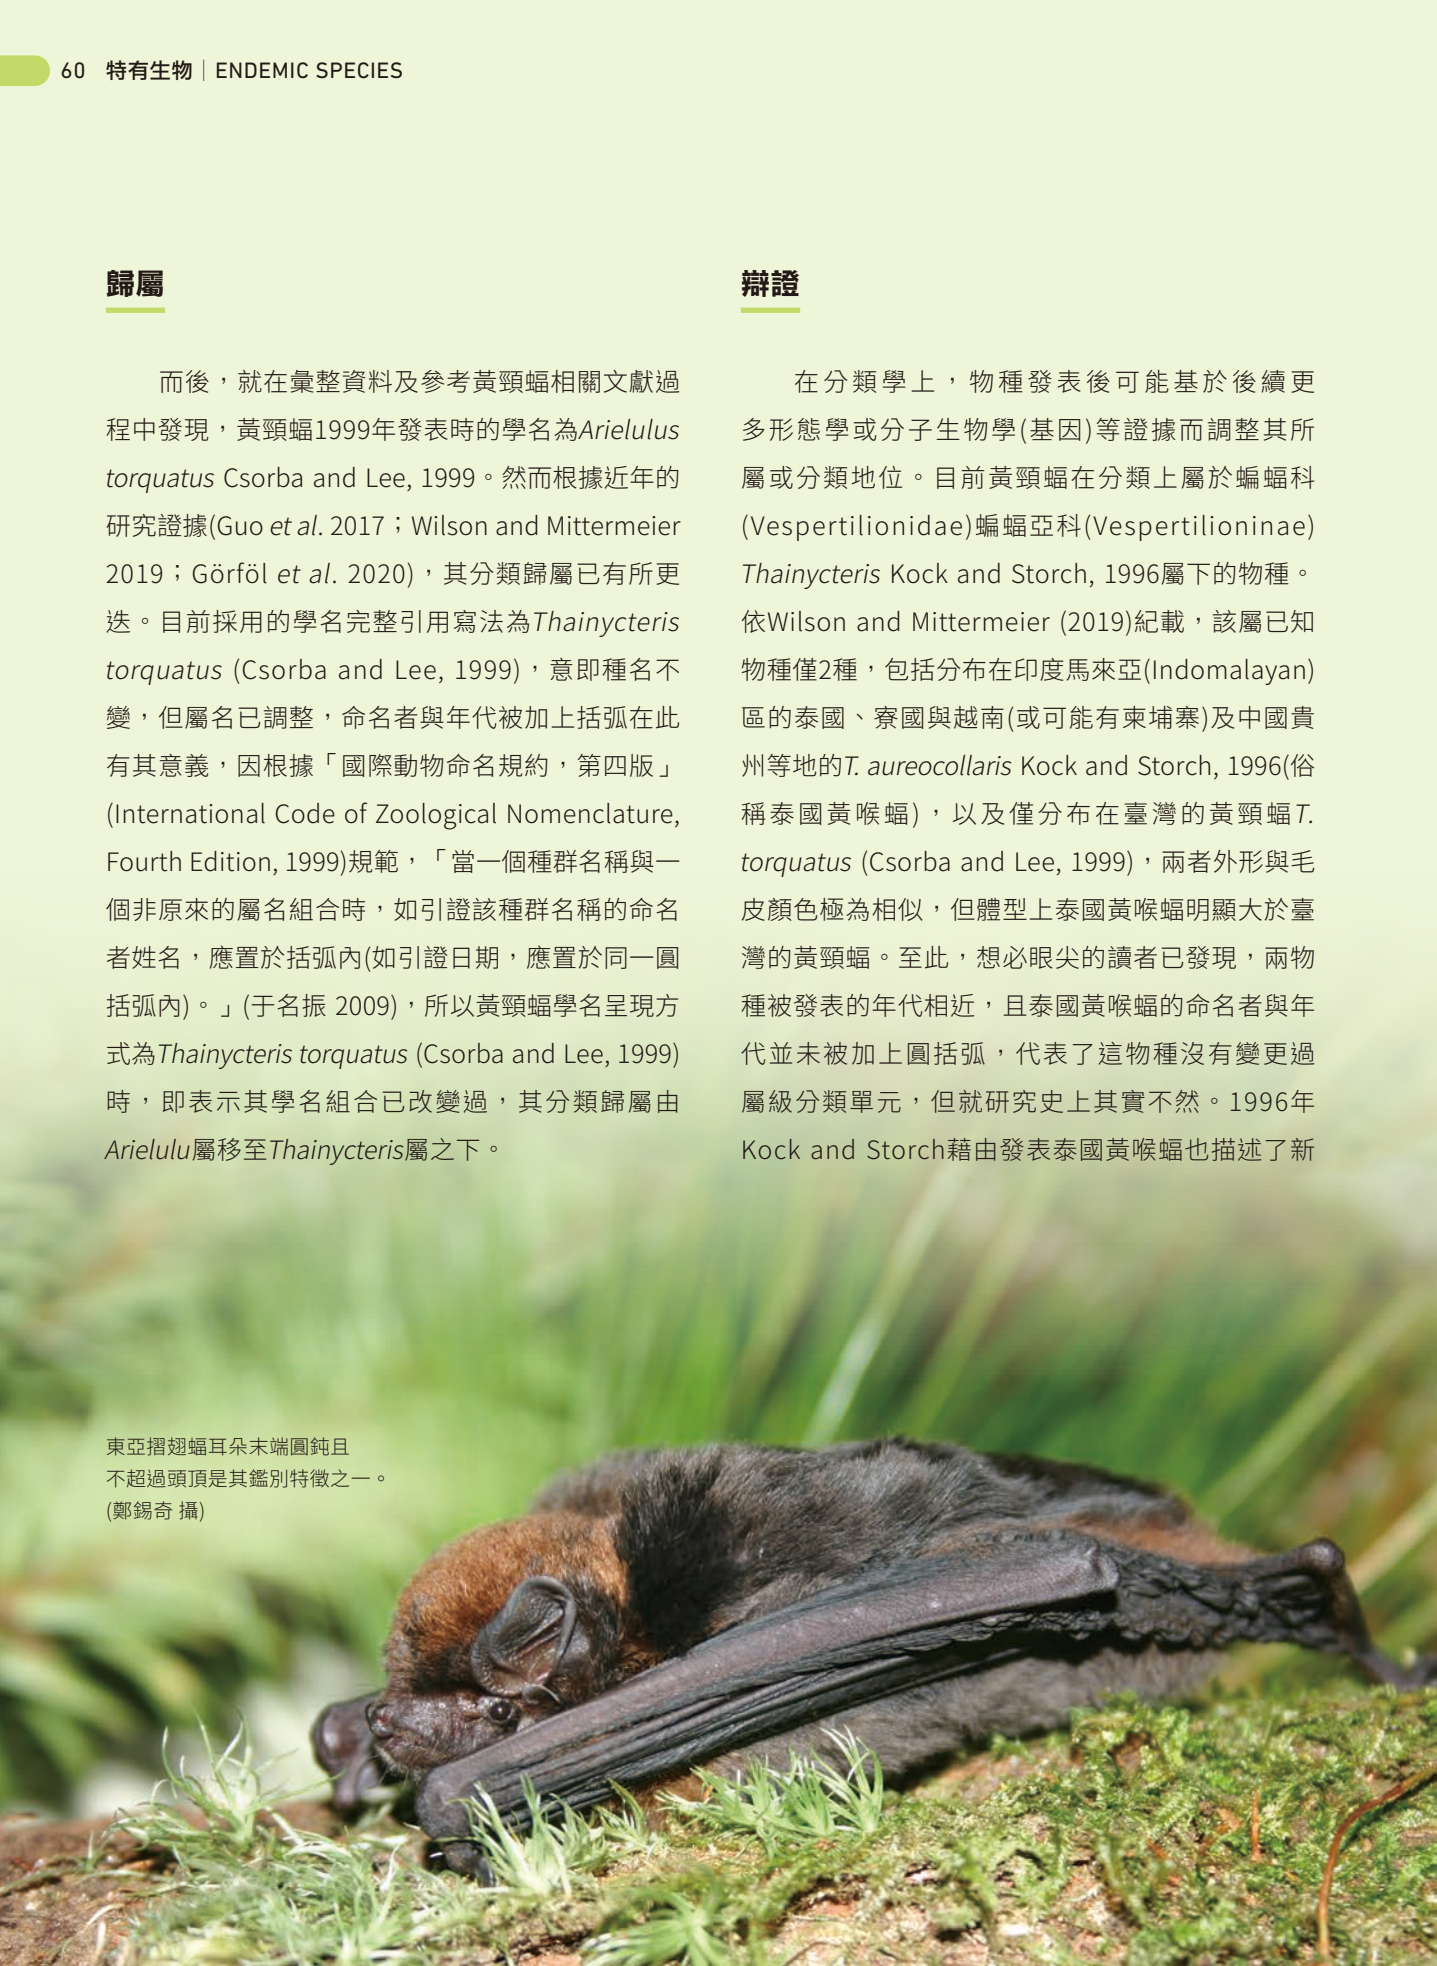 60 特有生物｜ENDEMIC SPECIES
歸屬
而後，就在彙整資料及參考黃頸蝠相關文獻過
程中發現，黃頸蝠1999年發表時的學名為Arielulus
torquatus Csorba and Lee, 1999。然而根據近年的
研究證據(Guo et al. 2017；Wilson and Mittermeier
2019；Görföl et al. 2020)，其分類歸屬已有所更
迭。目前採用的學名完整引用寫法為Thainycteris
torquatus (Csorba and Lee, 1999)，意即種名不
變，但屬名已調整，命名者與年代被加上括弧在此
有其意義，因根據「國際動物命名規約，第四版」
(International Code of Zoological Nomenclature,
Fourth Edition, 1999)規範，「當一個種群名稱與一
個非原來的屬名組合時，如引證該種群名稱的命名
者姓名，應置於括弧內(如引證日期，應置於同一圓
括弧內)。」(于名振 2009)，所以黃頸蝠學名呈現方
式為Thainycteris torquatus (Csorba and Lee, 1999)
時，即表示其學名組合已改變過，其分類歸屬由
Arielulu屬移至Thainycteris屬之下。
辯證
在分類學上，物種發表後可能基於後續更
多形態學或分子生物學(基因)等證據而調整其所
屬或分類地位。目前黃頸蝠在分類上屬於蝙蝠科
(Vespertilionidae)蝙蝠亞科(Vespertilioninae)
Thainycteris Kock and Storch, 1996屬下的物種。
依Wilson and Mittermeier (2019)紀載，該屬已知
物種僅2種，包括分布在印度馬來亞(Indomalayan)
區的泰國、寮國與越南(或可能有柬埔寨)及中國貴
州等地的T. aureocollaris Kock and Storch, 1996(俗
稱泰國黃喉蝠)，以及僅分布在臺灣的黃頸蝠T.
torquatus (Csorba and Lee, 1999)，兩者外形與毛
皮顏色極為相似，但體型上泰國黃喉蝠明顯大於臺
灣的黃頸蝠。至此，想必眼尖的讀者已發現，兩物
種被發表的年代相近，且泰國黃喉蝠的命名者與年
代並未被加上圓括弧，代表了這物種沒有變更過
屬級分類單元，但就研究史上其實不然。1996年
Kock and Storch藉由發表泰國黃喉蝠也描述了新
東亞摺翅蝠耳朵末端圓鈍且
不超過頭頂是其鑑別特徵之一。
(鄭錫奇 攝)